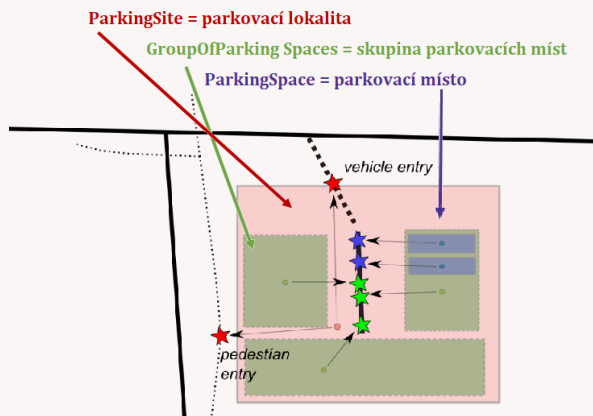 ParkingSite = parkovací lokalita
GroupOfParking Spaces = skupina parkovacích míst
ParkingSpace = parkovací místo
vehicle entry
pedestian
entry